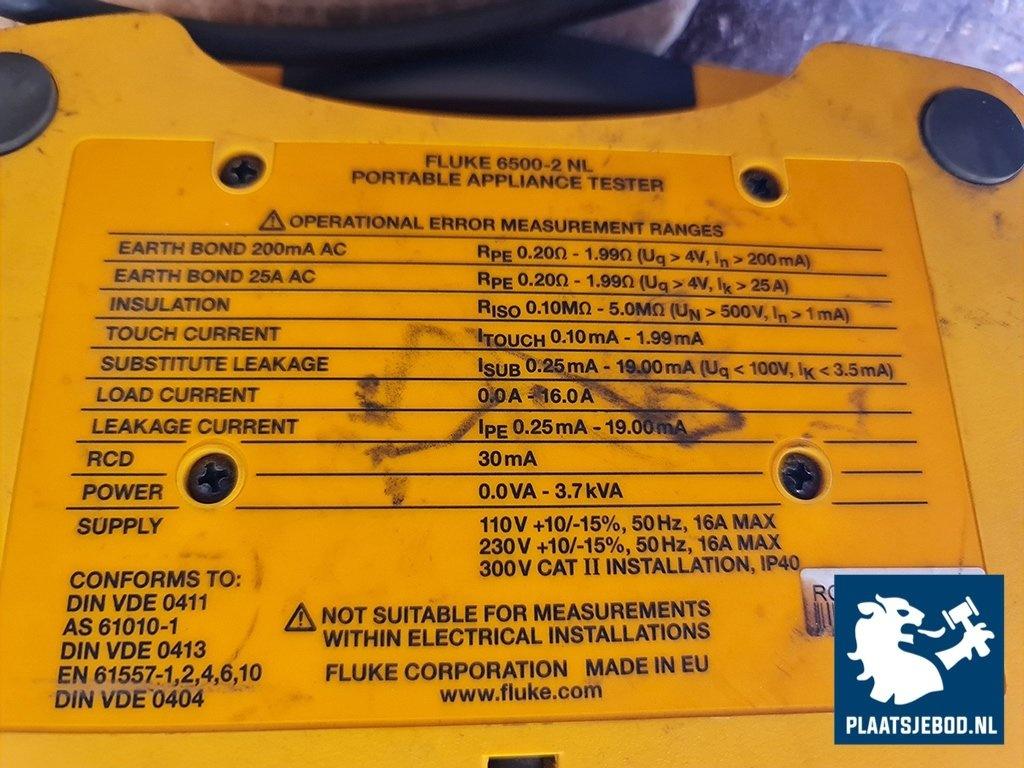 FLUKE 6500-2 NL
PORTABLE APPLIANCE TESTER
⚠ OPERATIONAL ERROR MEASUREMENT RANGES
EARTH BOND 200mA AC RPE 0.20Ω - 1.99Ω (Uq > 4V, In > 200mA)
EARTH BOND 25A AC RPE 0.20Ω - 1.99Ω (Uq > 4V, IK > 25A)
INSULATION RISO 0.10MΩ - 5.0MΩ (UN > 500V, In > 1mA)
TOUCH CURRENT ITOUCH 0.10mA - 1.99mA
SUBSTITUTE LEAKAGE ISUB 0.25mA - 19.00mA (Uq < 100V, IK < 3.5mA)
LOAD CURRENT 0.0A - 16.0A
LEAKAGE CURRENT IPE 0.25mA - 19.00mA
RCD 30mA
POWER 0.0VA - 3.7kVA
SUPPLY 110V +10/-15%, 50Hz, 16A MAX
230V +10/-15%, 50Hz, 16A MAX
300V CAT II INSTALLATION, IP40
CONFORMS TO:
DIN VDE 0411
AS 61010-1
DIN VDE 0413
EN 61557-1,2,4,6,10
DIN VDE 0404
⚠ NOT SUITABLE FOR MEASUREMENTS
WITHIN ELECTRICAL INSTALLATIONS
FLUKE CORPORATION MADE IN EU
www.fluke.com
PLAATSJEBOD.NL